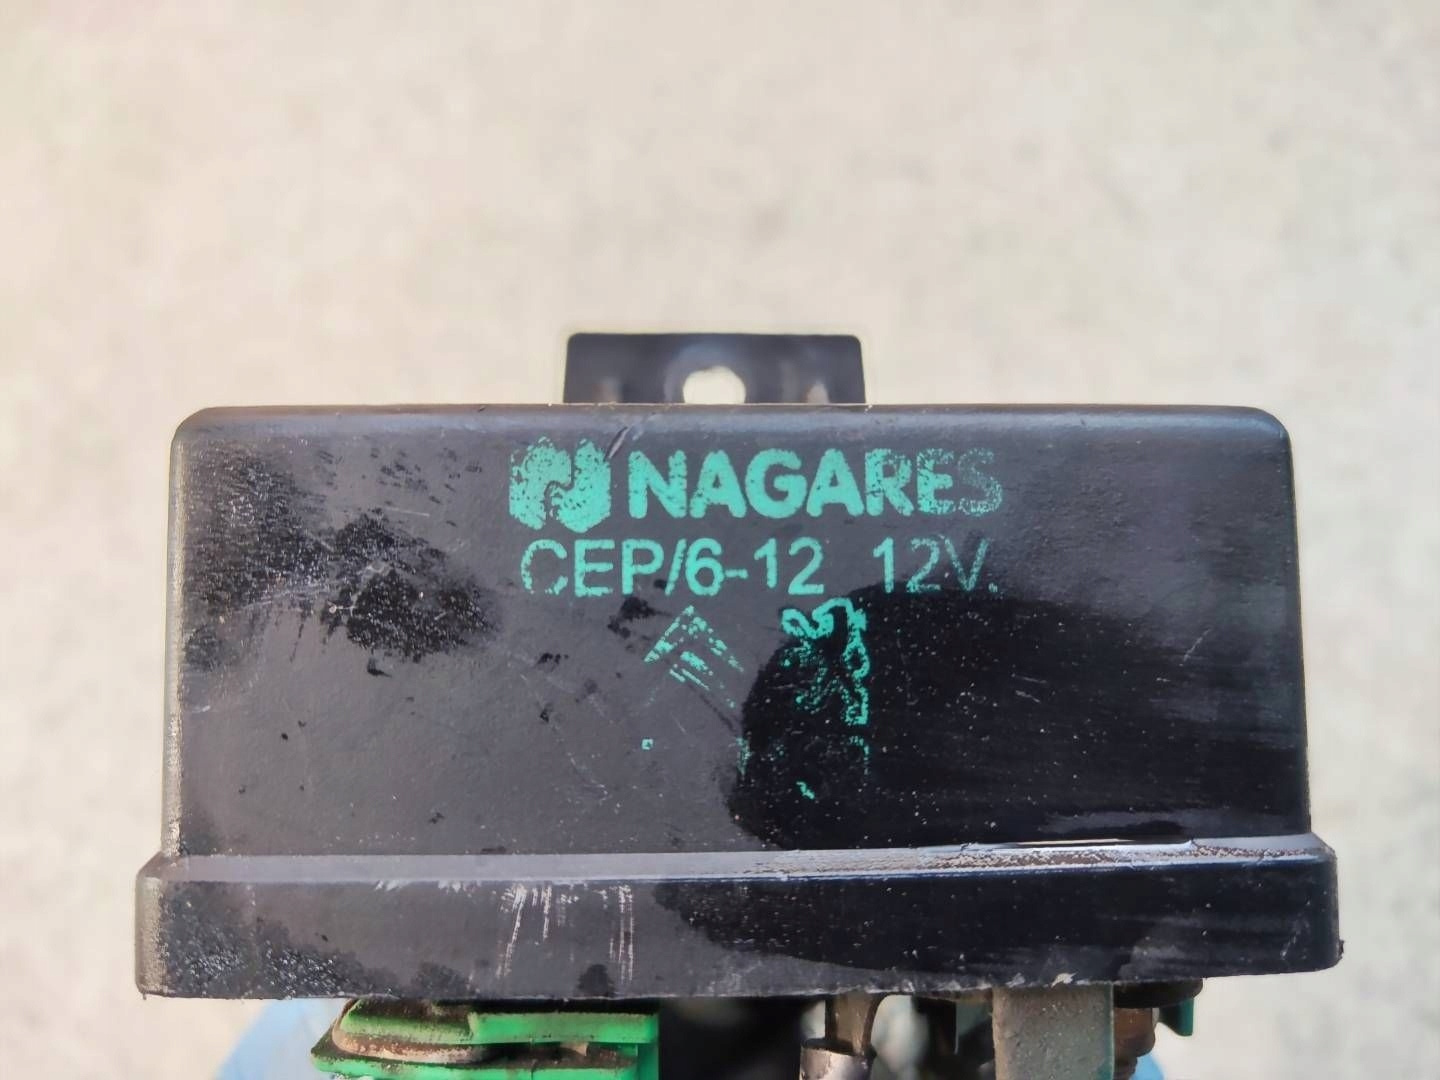 NAGARES
CEP/6-12 12V.